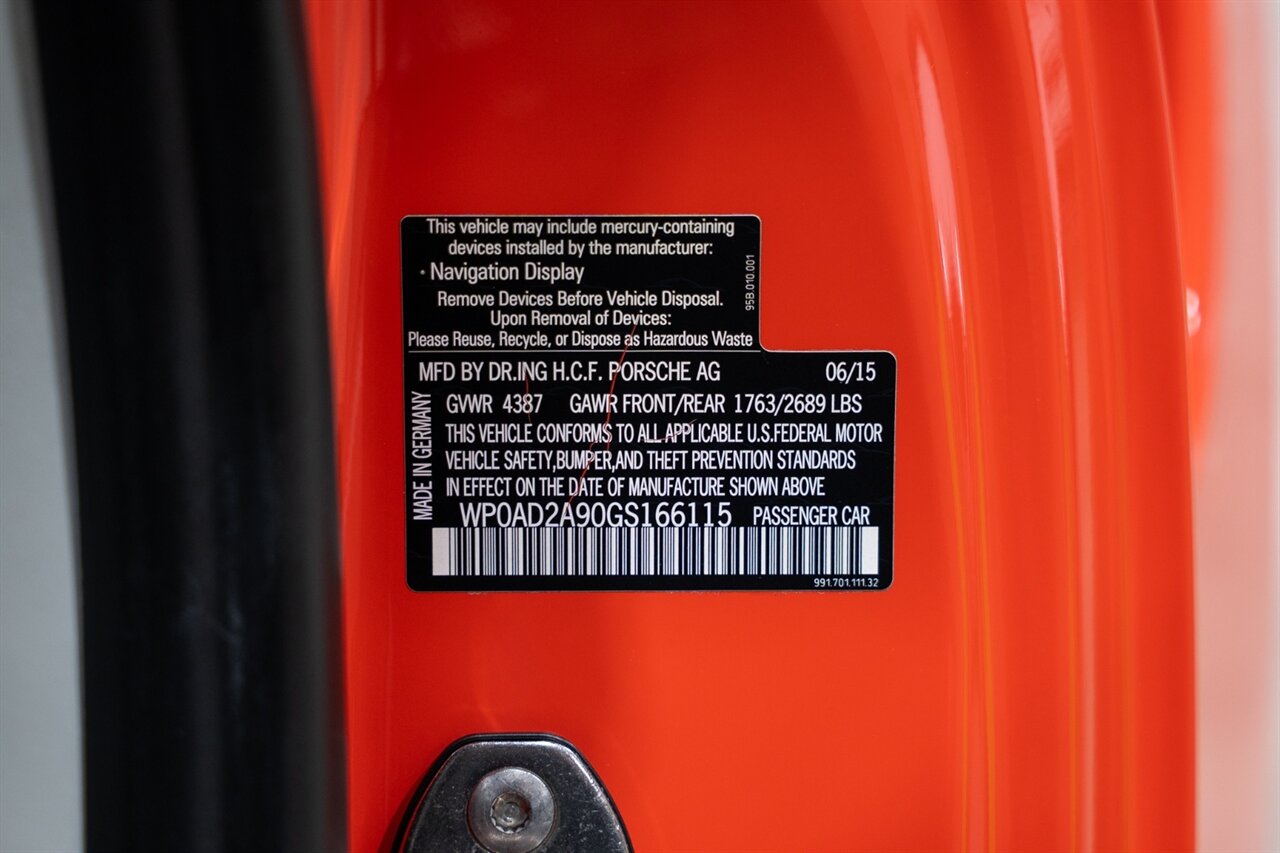 This vehicle may include mercury-containing
devices installed by the manufacturer:
· Navigation Display
Remove Devices Before Vehicle Disposal.
Upon Removal of Devices:
Please Reuse, Recycle, or Dispose as Hazardous Waste
95B.010.001
MFD BY DR.ING H.C.F. PORSCHE AG 06/15
GVWR 4387 GAWR FRONT/REAR 1763/2689 LBS
THIS VEHICLE CONFORMS TO ALL APPLICABLE U.S.FEDERAL MOTOR
VEHICLE SAFETY,BUMPER,AND THEFT PREVENTION STANDARDS
IN EFFECT ON THE DATE OF MANUFACTURE SHOWN ABOVE
MADE IN GERMANY
WP0AD2A90GS166115 PASSENGER CAR
991.701.111.32